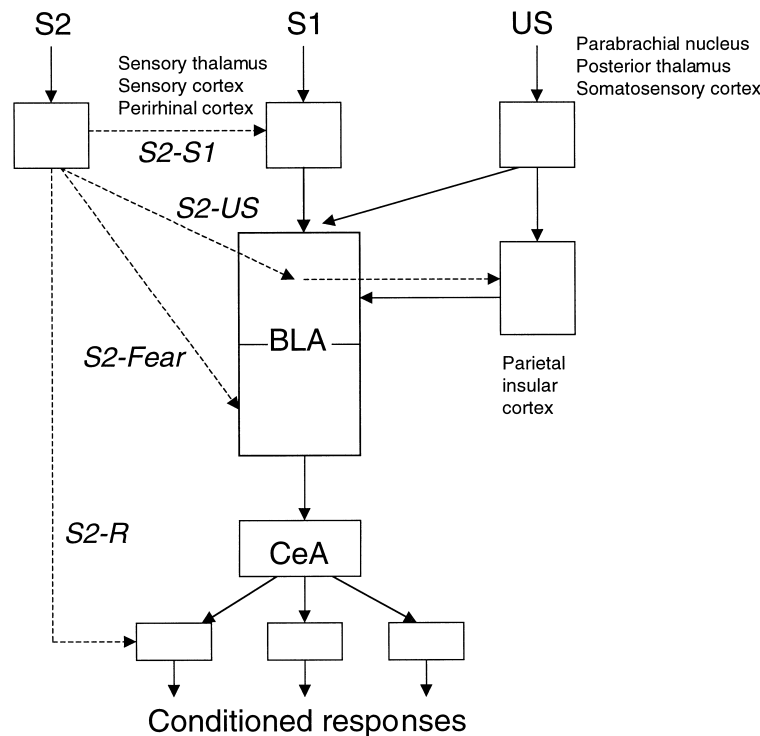 S2
S1
US
Sensory thalamus
Sensory cortex
Perirhinal cortex
Parabrachial nucleus
Posterior thalamus
Somatosensory cortex
S2-S1
S2-US
BLA
S2-Fear
Parietal
insular
cortex
S2-R
CeA
Conditioned responses